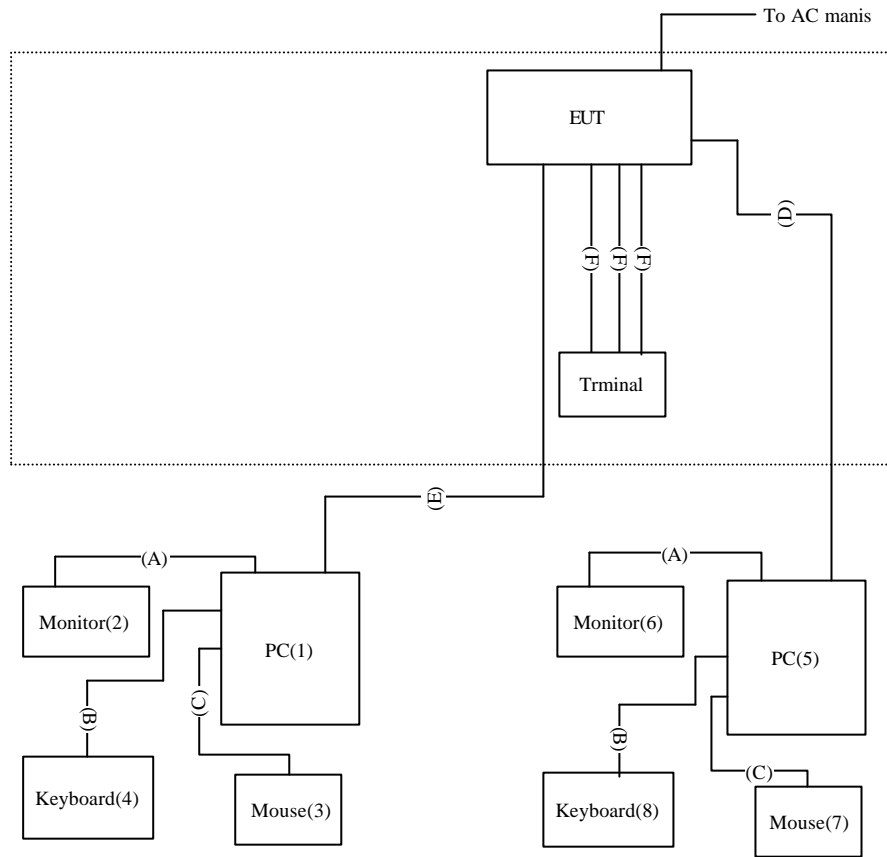 To AC manis
EUT
(D)
(F) (F) (F)
Trminal
(E)
(A)
(A)
Monitor(2)
Monitor(6)
PC(1)
PC(5)
(B)
(C)
(B)
(C)
Keyboard(4)
Mouse(3)
Keyboard(8)
Mouse(7)